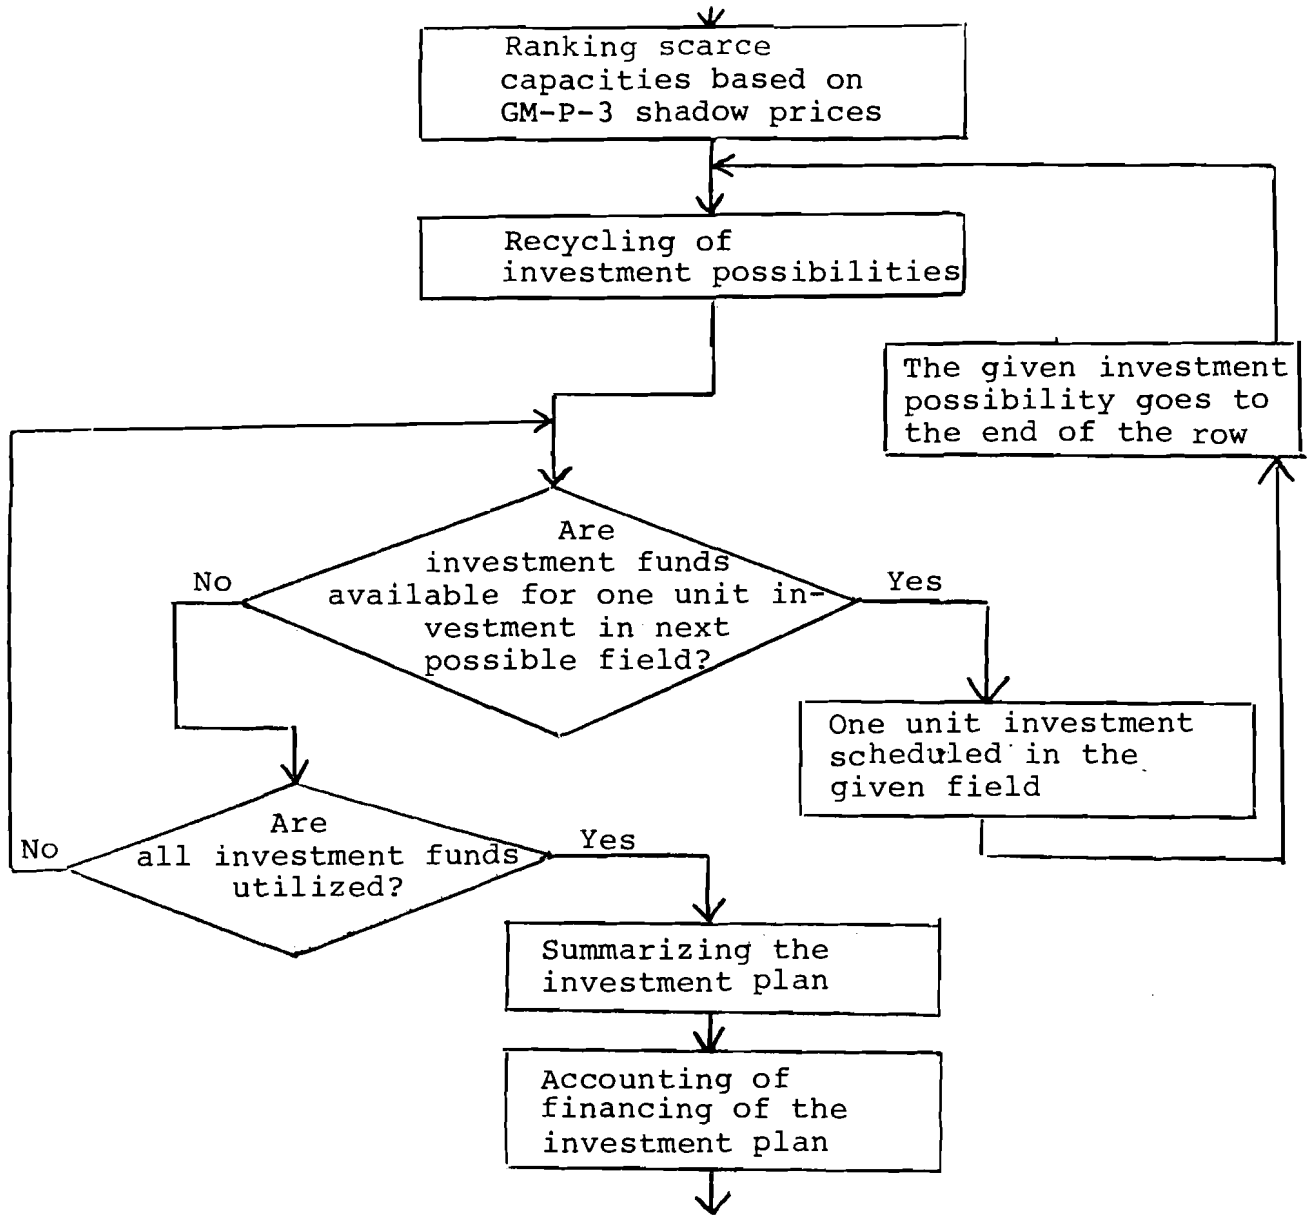 Ranking scarce
capacities based on
GM-P-3 shadow prices
Recycling of
investment possibilities
The given investment
possibility goes to
the end of the row
Are
investment funds
available for one unit in-
vestment in next
possible field?
No
Yes
One unit investment
scheduled in the
given field
Are
all investment funds
utilized?
No
Yes
Summarizing the
investment plan
Accounting of
financing of the
investment plan